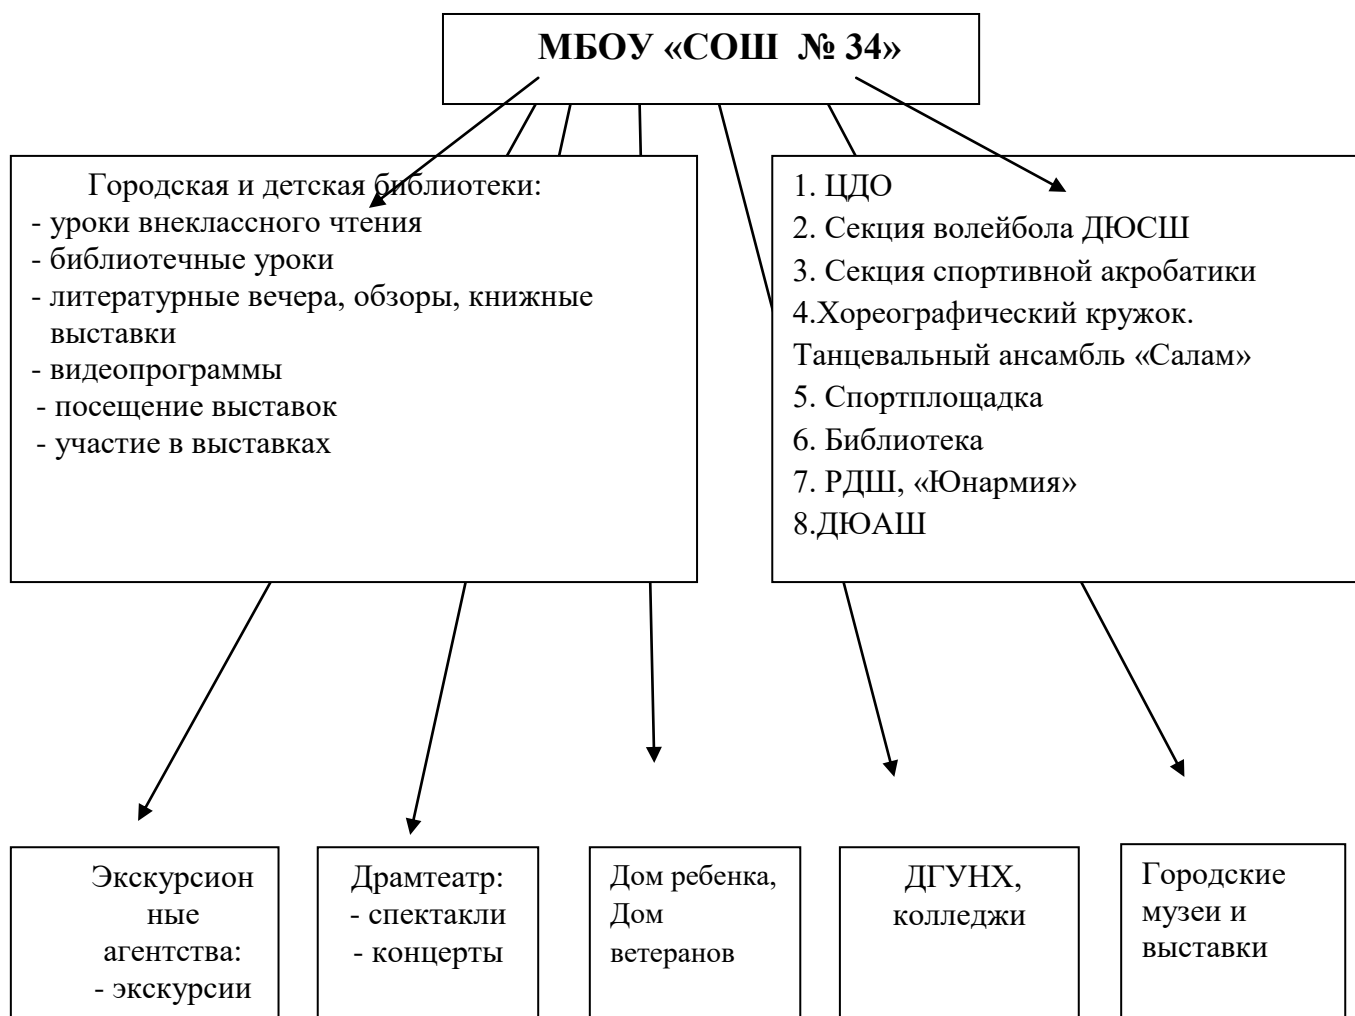 МБОУ «СОШ № 34»
Городская и детская библиотеки:
- уроки внеклассного чтения
- библиотечные уроки
- литературные вечера, обзоры, книжные
выставки
- видеопрограммы
- посещение выставок
- участие в выставках
1. ЦДО
2. Секция волейбола ДЮСШ
3. Секция спортивной акробатики
4.Хореографический кружок.
Танцевальный ансамбль «Салам»
5. Спортплощадка
6. Библиотека
7. РДШ, «Юнармия»
8.ДЮАШ
Экскурсион
ные
агентства:
- экскурсии
Драмтеатр:
- спектакли
- концерты
Дом ребенка,
Дом
ветеранов
ДГУНХ,
колледжи
Городские
музеи и
выставки